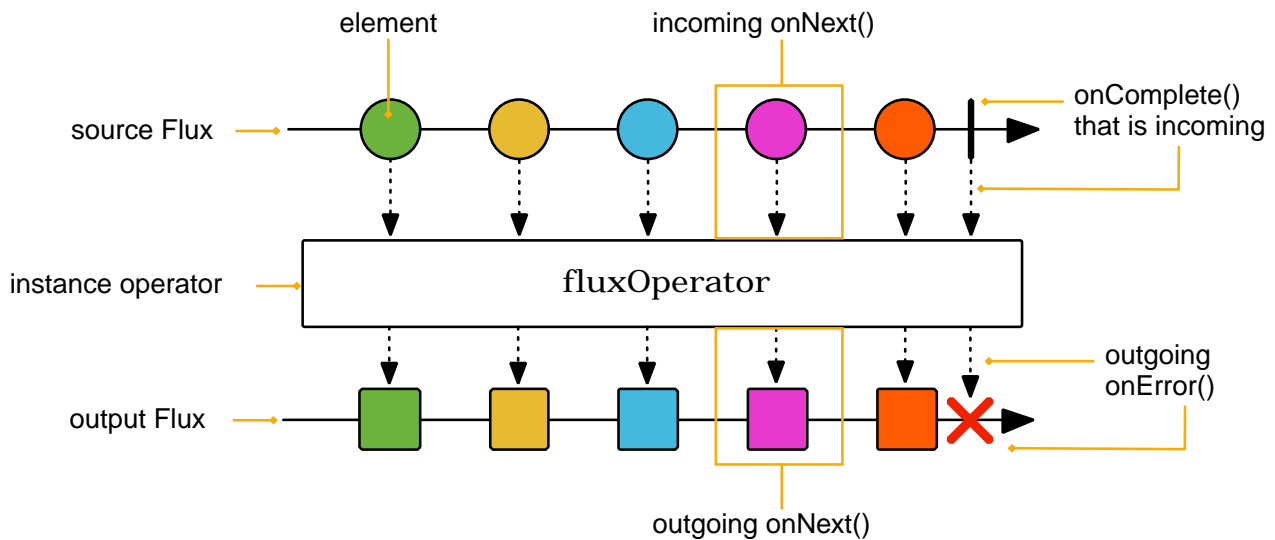 element
incoming onNext()
source Flux
onComplete()
that is incoming
instance operator
fluxOperator
outgoing
onError()
output Flux
outgoing onNext()